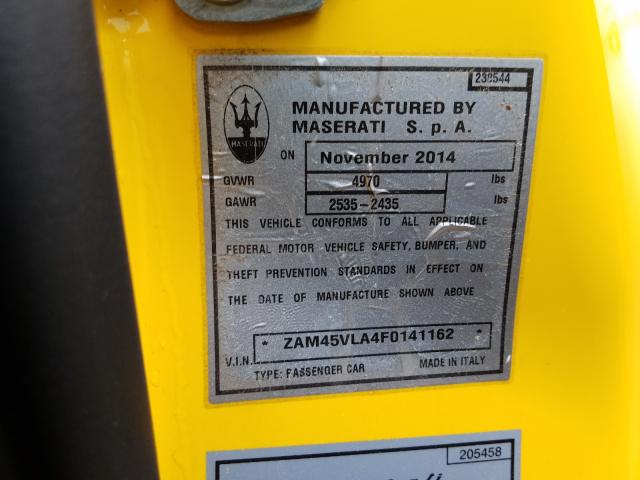 238544
MASERATI
MANUFACTURED BY
MASERATI S. p A.
ON November 2014
GVWR 4970 lbs
GAWR 2535-2435 lbs
THIS VEHICLE CONFORMS TO ALL APPLICABLE
FEDERAL MOTOR VEHICLE SAFETY, BUMPER, AND
THEFT PREVENTION STANDARDS IN EFFECT ON
THE DATE OF MANUFACTURE SHOWN ABOVE
V.I.N. * ZAM45VLA4F0141162 *
TYPE: PASSENGER CAR MADE IN ITALY
205458